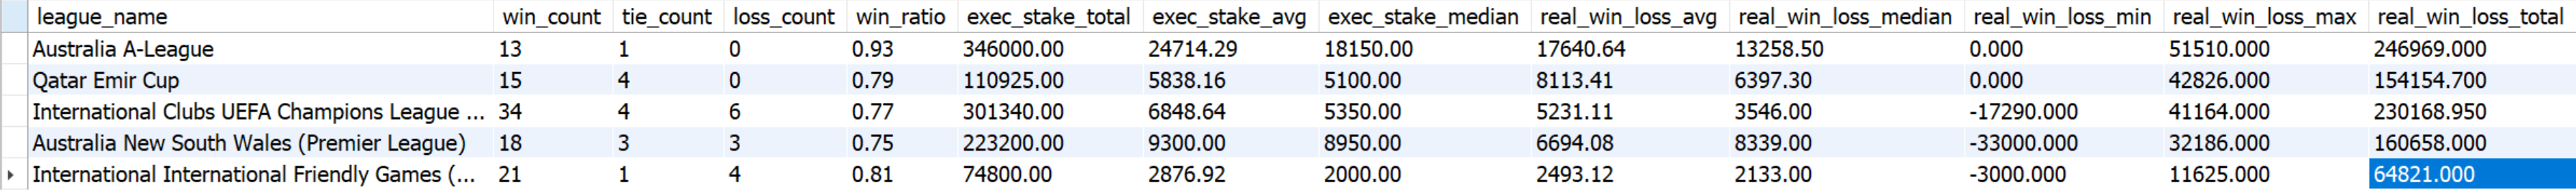 league_name win_count tie_count loss_count win_ratio exec_stake_total exec_stake_avg exec_stake_median real_win_loss_avg real_win_loss_median real_win_loss_min real_win_loss_max real_win_loss_total
Australia A-League 13 1 0 0.93 346000.00 24714.29 18150.00 17640.64 13258.50 0.000 51510.000 246969.000
Qatar Emir Cup 15 4 0 0.79 110925.00 5838.16 5100.00 8113.41 6397.30 0.000 42826.000 154154.700
International Clubs UEFA Champions League ... 34 4 6 0.77 301340.00 6848.64 5350.00 5231.11 3546.00 -17290.000 41164.000 230168.950
Australia New South Wales (Premier League) 18 3 3 0.75 223200.00 9300.00 8950.00 6694.08 8339.00 -33000.000 32186.000 160658.000
International International Friendly Games (... 21 1 4 0.81 74800.00 2876.92 2000.00 2493.12 2133.00 -3000.000 11625.000 64821.000